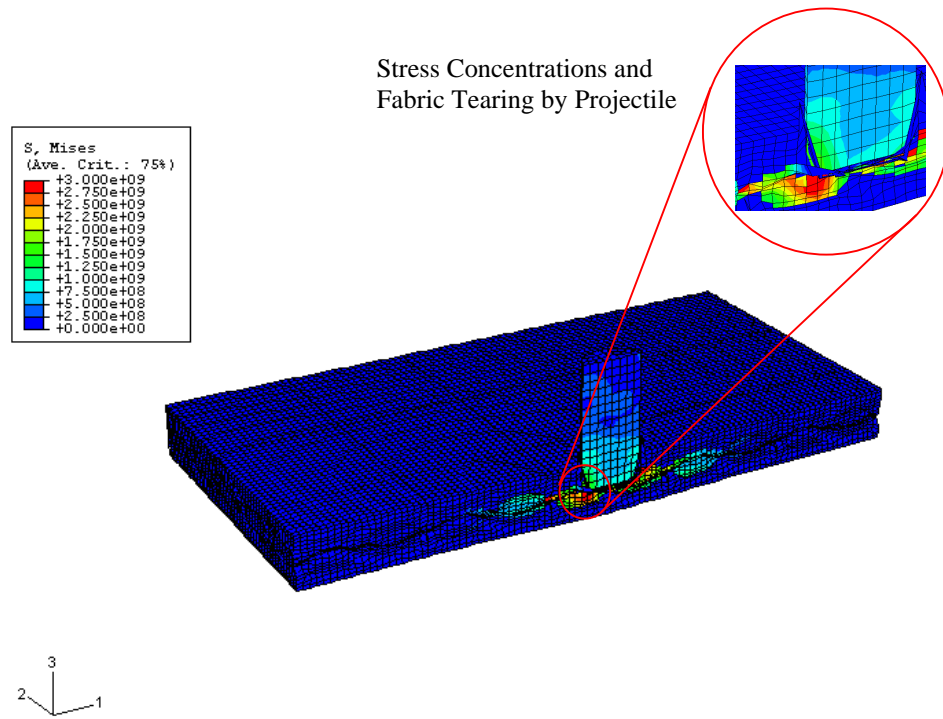 Stress Concentrations and
Fabric Tearing by Projectile
S, Mises
(Ave. Crit.: 75%)
+3.000e+09
+2.750e+09
+2.500e+09
+2.250e+09
+2.000e+09
+1.750e+09
+1.500e+09
+1.250e+09
+1.000e+09
+7.500e+08
+5.000e+08
+2.500e+08
+0.000e+00
3
2
1